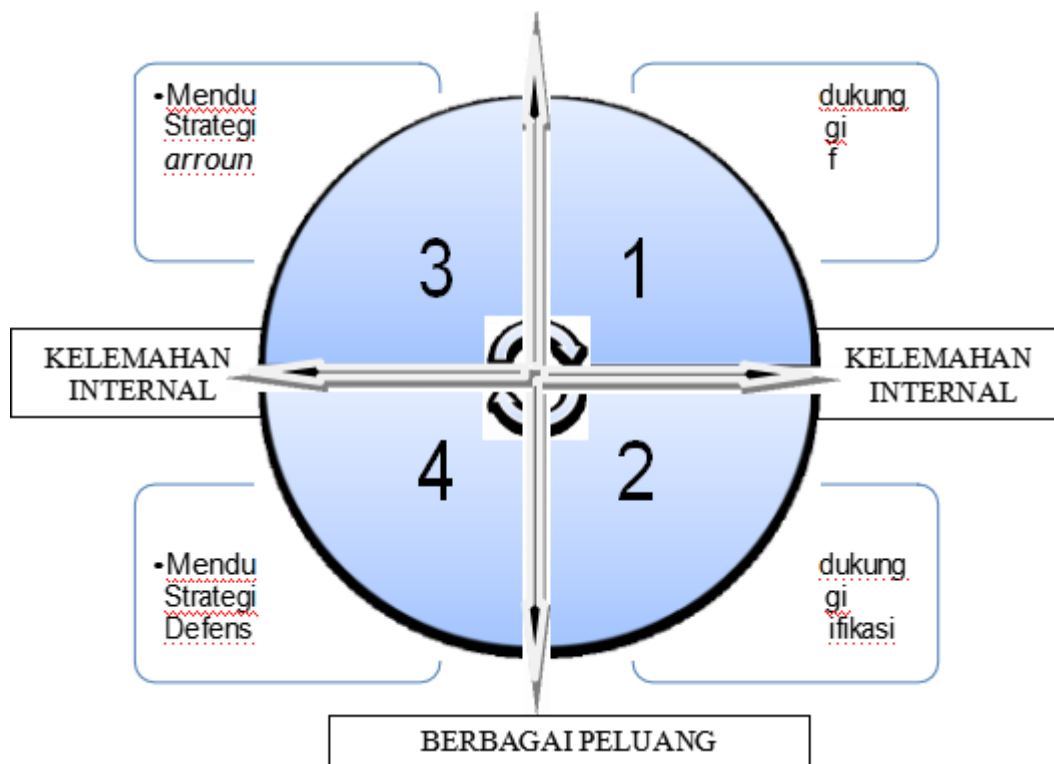 •Mendu
Strategi
arroun
dukung
gi
f
3
1
KELEMAHAN
INTERNAL
KELEMAHAN
INTERNAL
4
2
•Mendu
Strategi
Defens
dukung
gi
ifikasi
BERBAGAI PELUANG